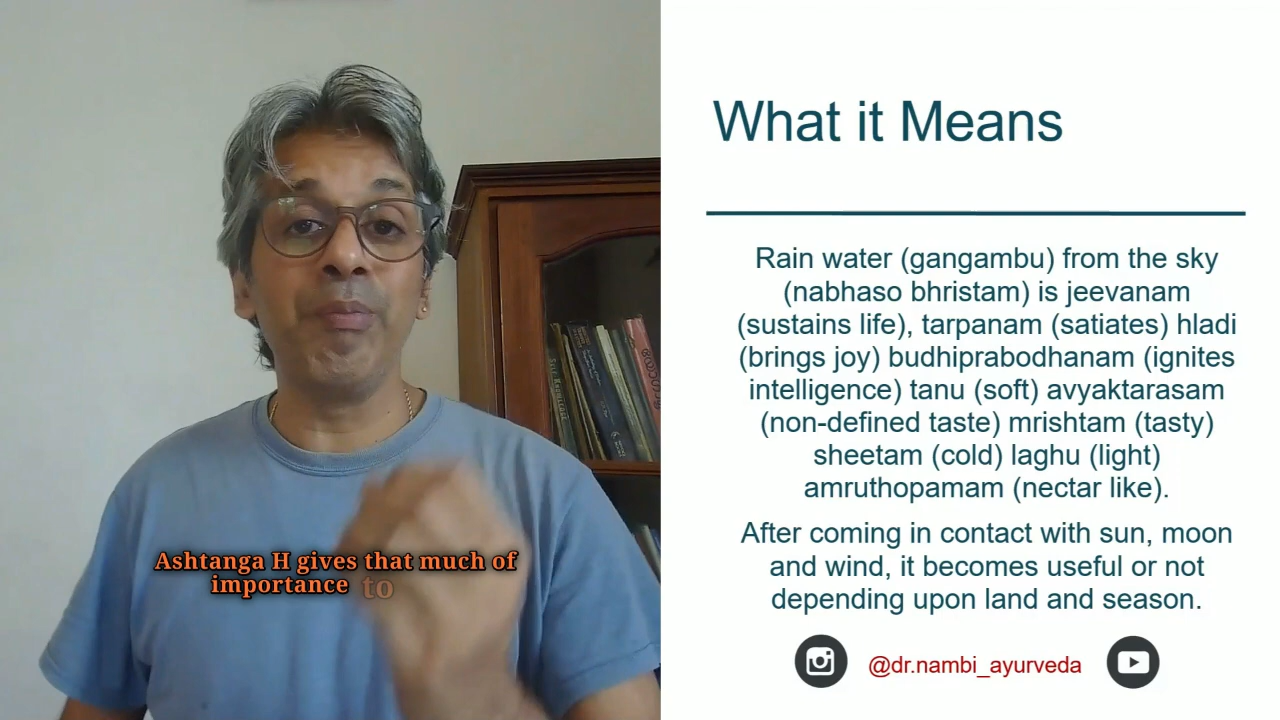 What it Means
Rain water (gangambu) from the sky
(nabhaso bhristam) is jeevanam
(sustains life), tarpanam (satiates) hladi
(brings joy) budhiprabodhanam (ignites
intelligence) tanu (soft) avyaktarasam
(non-defined taste) mrishtam (tasty)
sheetam (cold) laghu (light)
amruthopamam (nectar like).
After coming in contact with sun, moon
and wind, it becomes useful or not
depending upon land and season.
@dr.nambi_ayurveda
Ashtanga H gives that much of
importance to